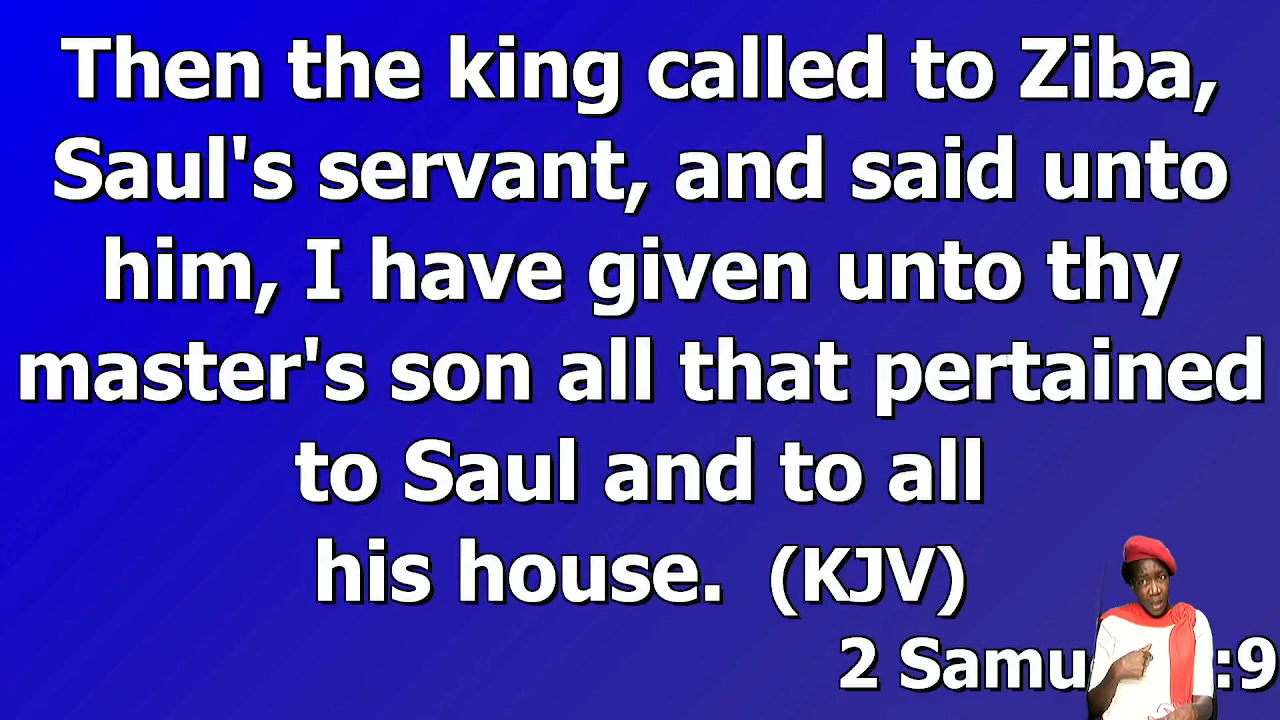 Then the king called to Ziba,
Saul's servant, and said unto
him, I have given unto thy
master's son all that pertained
to Saul and to all
his house. (KJV)
2 :9